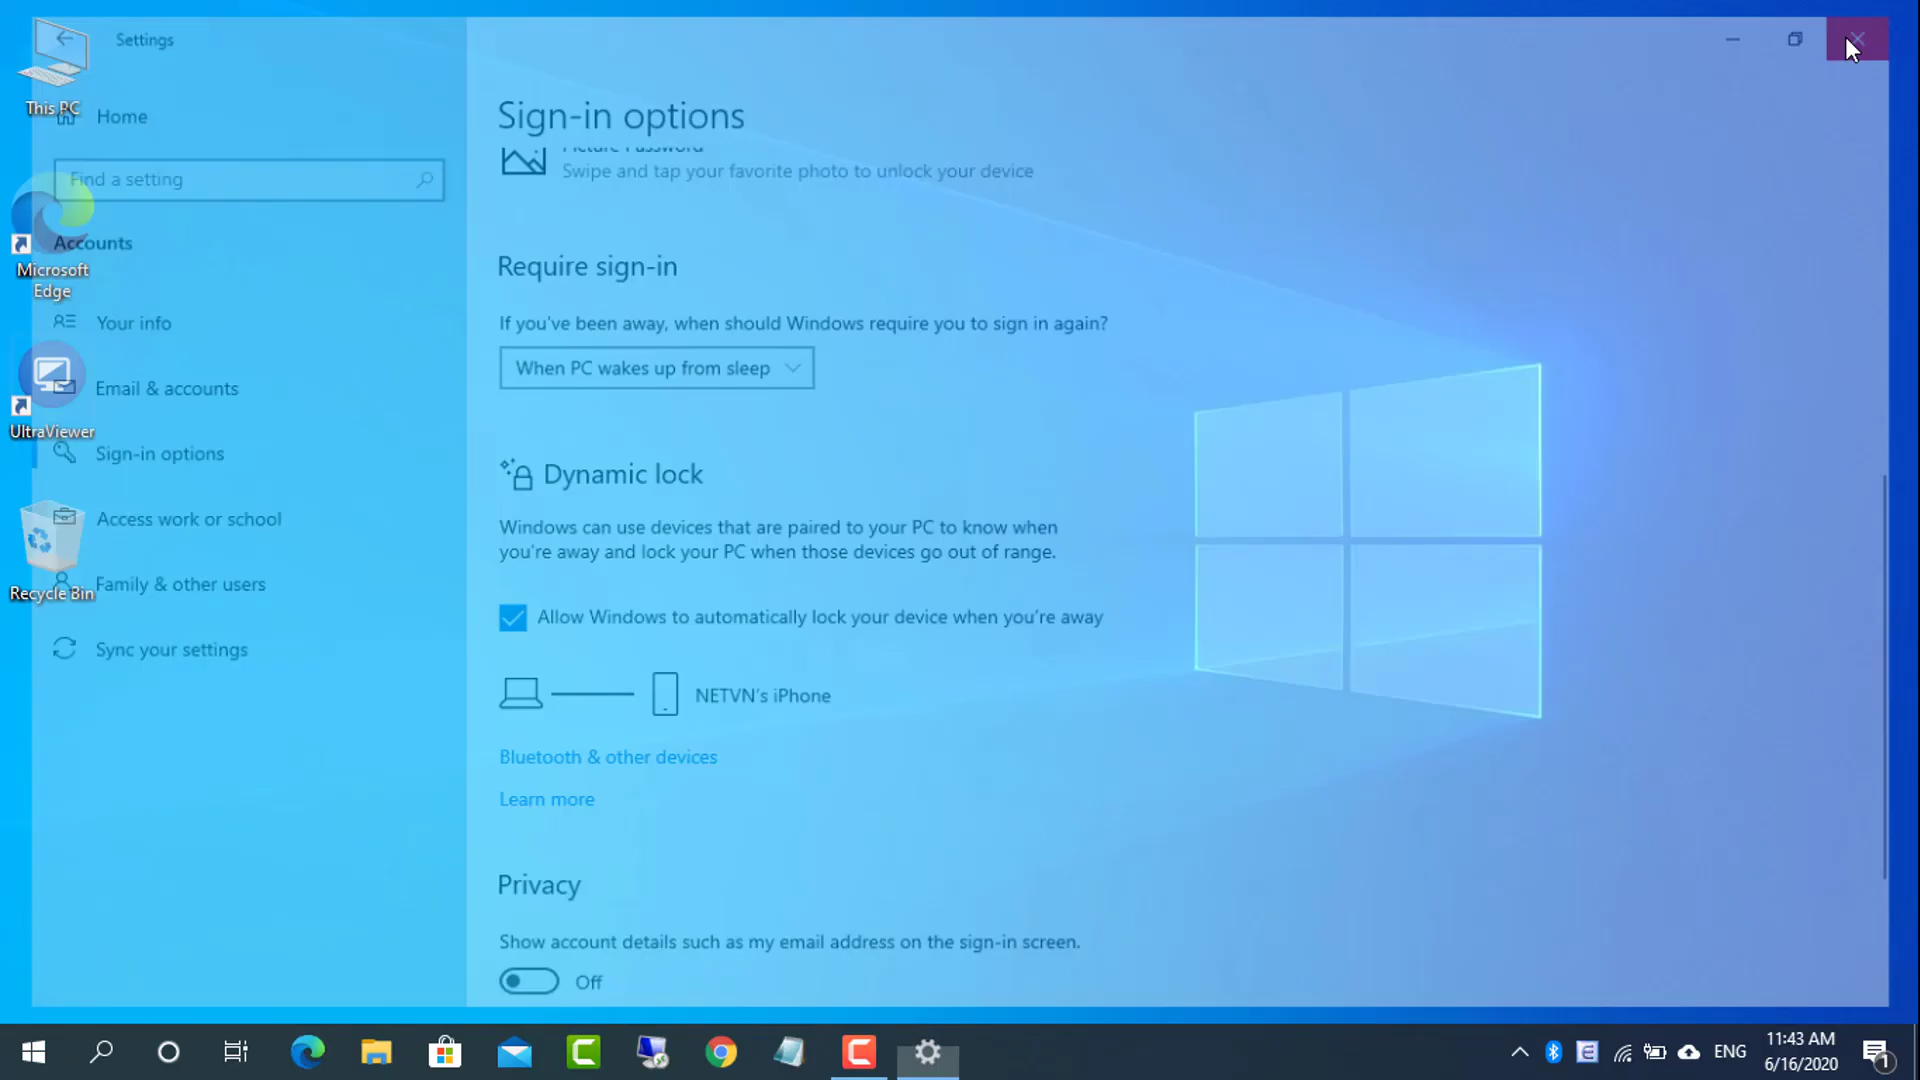 Settings
This PC
Home
Find a setting
Accounts
Microsoft
Edge
Your info
Email & accounts
UltraViewer
Sign-in options
Access work or school
Family & other users
Recycle Bin
Sync your settings
Sign-in options
Picture Password
Swipe and tap your favorite photo to unlock your device
Require sign-in
If you've been away, when should Windows require you to sign in again?
When PC wakes up from sleep
Dynamic lock
Windows can use devices that are paired to your PC to know when
you're away and lock your PC when those devices go out of range.
Allow Windows to automatically lock your device when you're away
NETVN's iPhone
Bluetooth & other devices
Learn more
Privacy
Show account details such as my email address on the sign-in screen.
Off
ENG
11:43 AM
6/16/2020
1